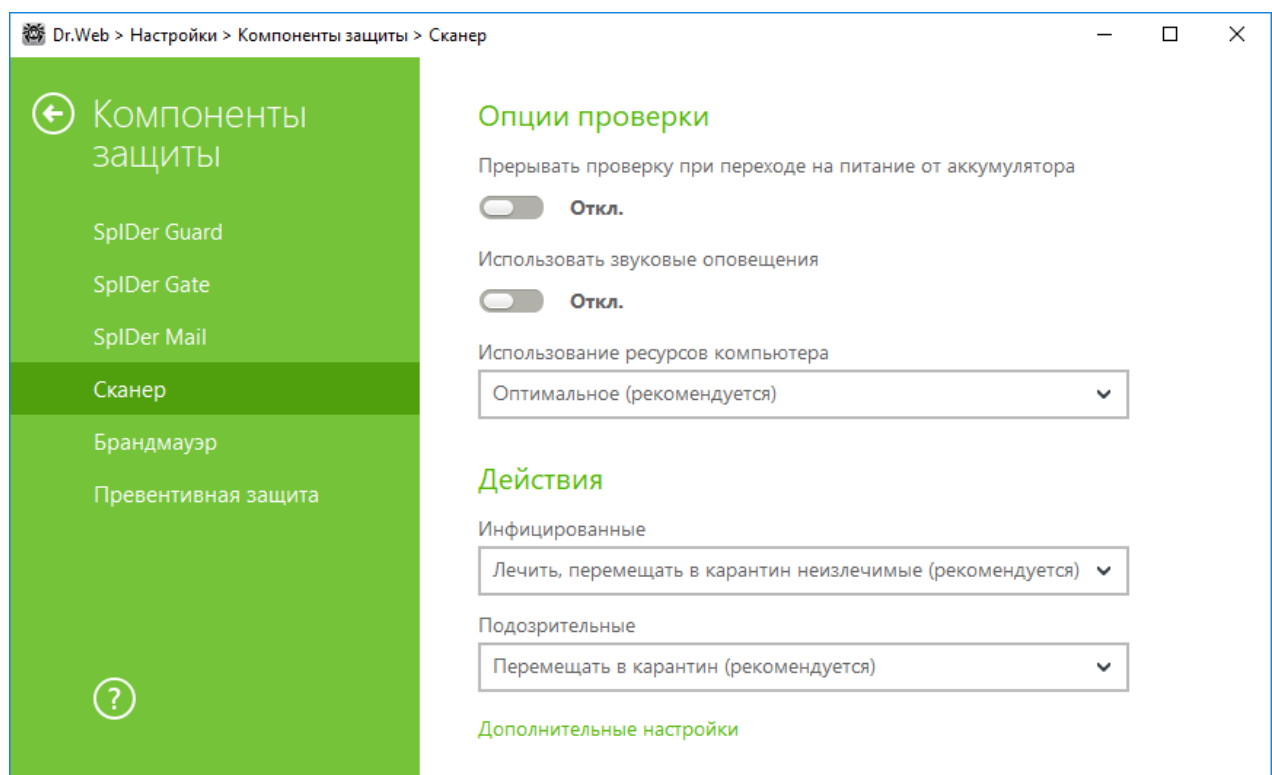 Dr.Web > Настройки > Компоненты защиты > Сканер
Компоненты
защиты
SpIDer Guard
SpIDer Gate
SpIDer Mail
Сканер
Брандмауэр
Превентивная защита
?
Опции проверки
Прерывать проверку при переходе на питание от аккумулятора
Откл.
Использовать звуковые оповещения
Откл.
Использование ресурсов компьютера
Оптимальное (рекомендуется)
Действия
Инфицированные
Лечить, перемещать в карантин неизлечимые (рекомендуется)
Подозрительные
Перемещать в карантин (рекомендуется)
Дополнительные настройки